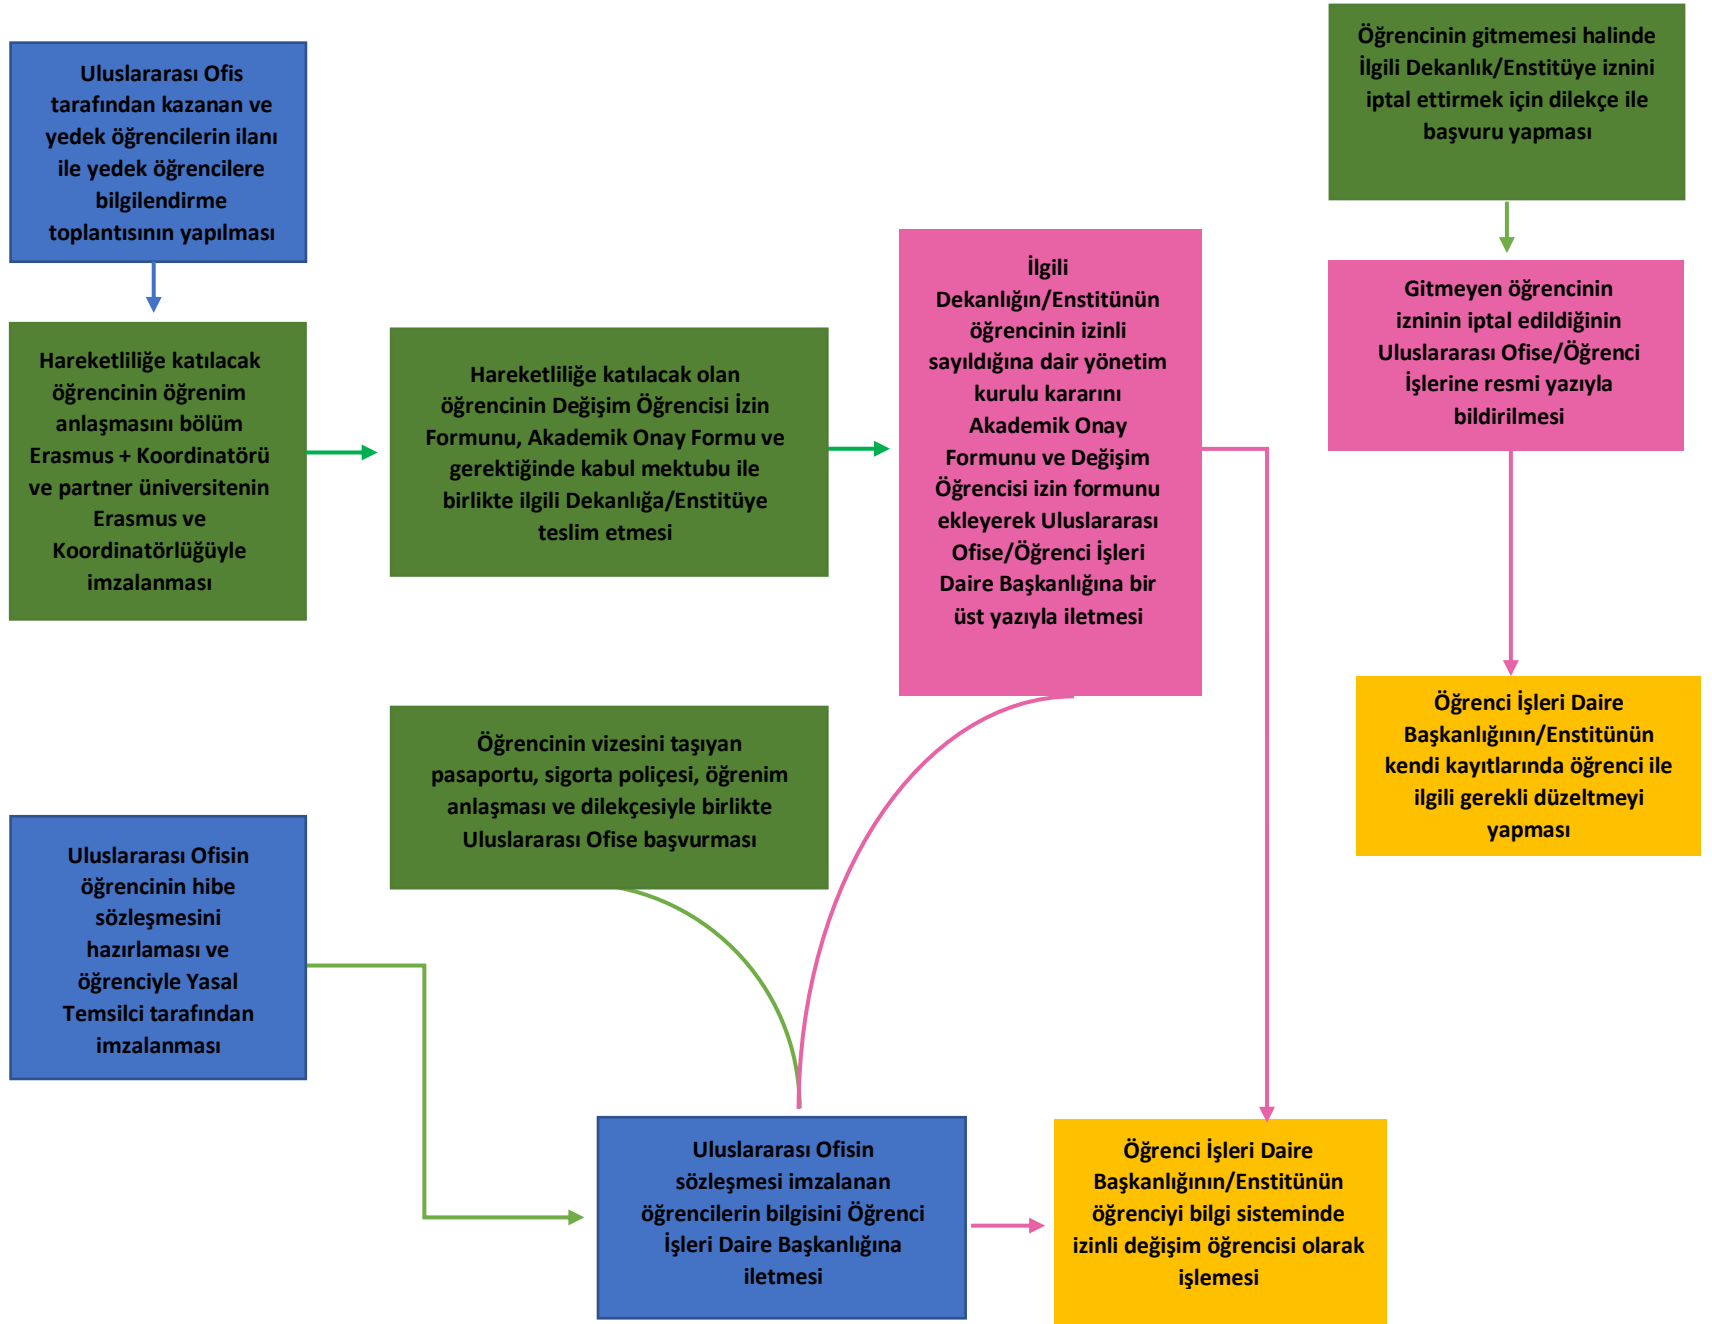 Uluslararası Ofis
tarafından kazanan ve
yedek öğrencilerin ilanı
ile yedek öğrencilere
bilgilendirme
toplantısının yapılması
Hareketliliğe katılacak
öğrencinin öğrenim
anlaşmasını bölüm
Erasmus + Koordinatörü
ve partner üniversitenin
Erasmus ve
Koordinatörlüğüyle
imzalanması
Hareketliliğe katılacak olan
öğrencinin Değişim Öğrencisi İzin
Formunu, Akademik Onay Formu ve
gerektiğinde kabul mektubu ile
birlikte ilgili Dekanlığa/Enstitüye
teslim etmesi
İlgili
Dekanlığın/Enstitünün
öğrencinin izinli
sayıldığına dair yönetim
kurulu kararını
Akademik Onay
Formunu ve Değişim
Öğrencisi izin formunu
ekleyerek Uluslararası
Ofise/Öğrenci İşleri
Daire Başkanlığına bir
üst yazıyla iletmesi
Öğrencinin gitmemesi halinde
İlgili Dekanlık/Enstitüye iznini
iptal ettirmek için dilekçe ile
başvuru yapması
Gitmeyen öğrencinin
izninin iptal edildiğinin
Uluslararası Ofise/Öğrenci
İşlerine resmi yazıyla
bildirilmesi
Öğrenci İşleri Daire
Başkanlığının/Enstitünün
kendi kayıtlarında öğrenci ile
ilgili gerekli düzeltmeyi
yapması
Öğrencinin vizesini taşıyan
pasaportu, sigorta poliçesi, öğrenim
anlaşması ve dilekçesiyle birlikte
Uluslararası Ofise başvurması
Uluslararası Ofisin
öğrencinin hibe
sözleşmesini
hazırlaması ve
öğrenciyle Yasal
Temsilci tarafından
imzalanması
Uluslararası Ofisin
sözleşmesi imzalanan
öğrencilerin bilgisini Öğrenci
İşleri Daire Başkanlığına
iletmesi
Öğrenci İşleri Daire
Başkanlığının/Enstitünün
öğrenciyi bilgi sisteminde
izinli değişim öğrencisi olarak
işlemesi